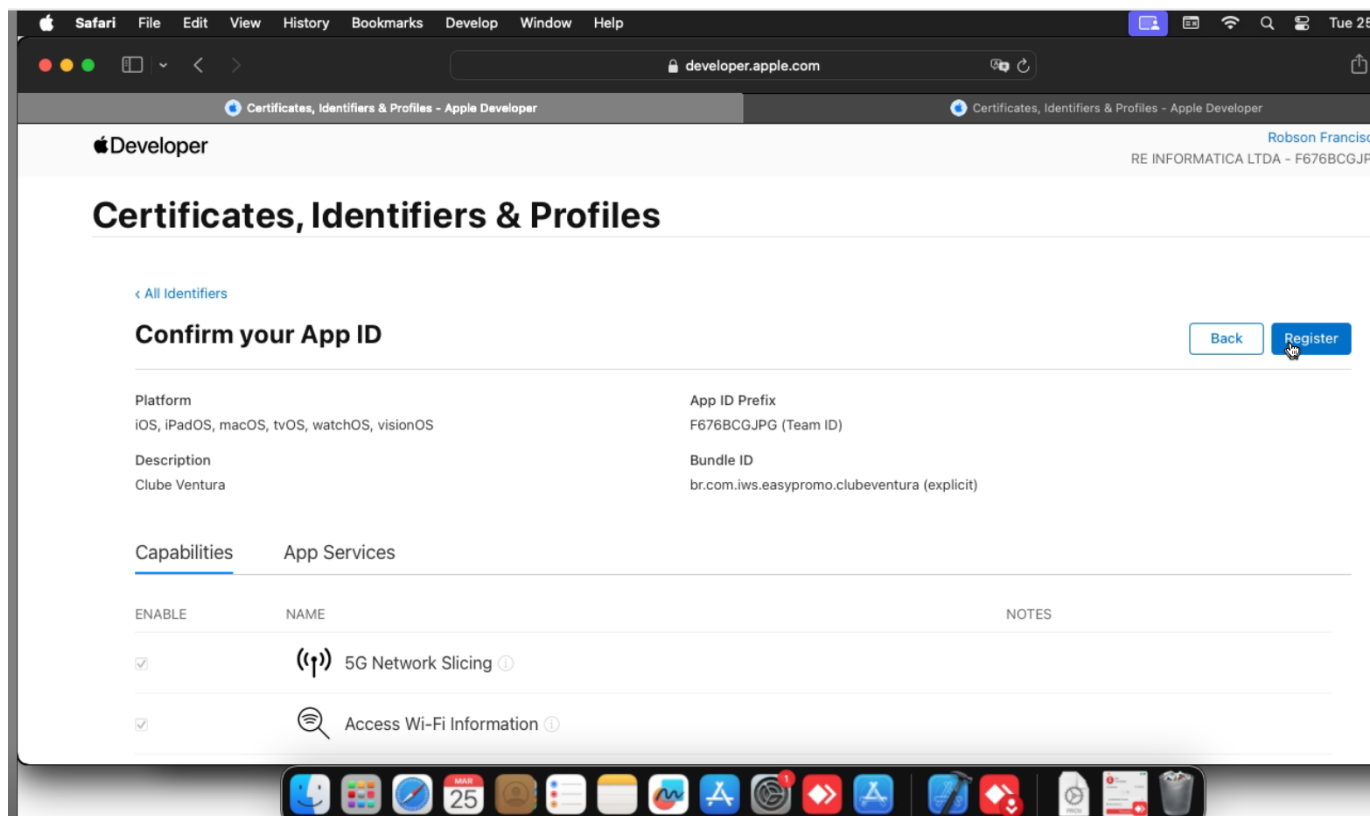 Safari File Edit View History Bookmarks Develop Window Help Tue 25
developer.apple.com
Certificates, Identifiers & Profiles - Apple Developer
Certificates, Identifiers & Profiles - Apple Developer
Developer
Robson Francisc
RE INFORMATICA LTDA - F676BCGJP
Certificates, Identifiers & Profiles
‹ All Identifiers
Confirm your App ID
Back
Register
Platform
iOS, iPadOS, macOS, tvOS, watchOS, visionOS
App ID Prefix
F676BCGJPG (Team ID)
Description
Clube Ventura
Bundle ID
br.com.iws.easypromo.clubeventura (explicit)
Capabilities App Services
ENABLE NAME NOTES
5G Network Slicing
Access Wi-Fi Information
MAR
25
1
PROV